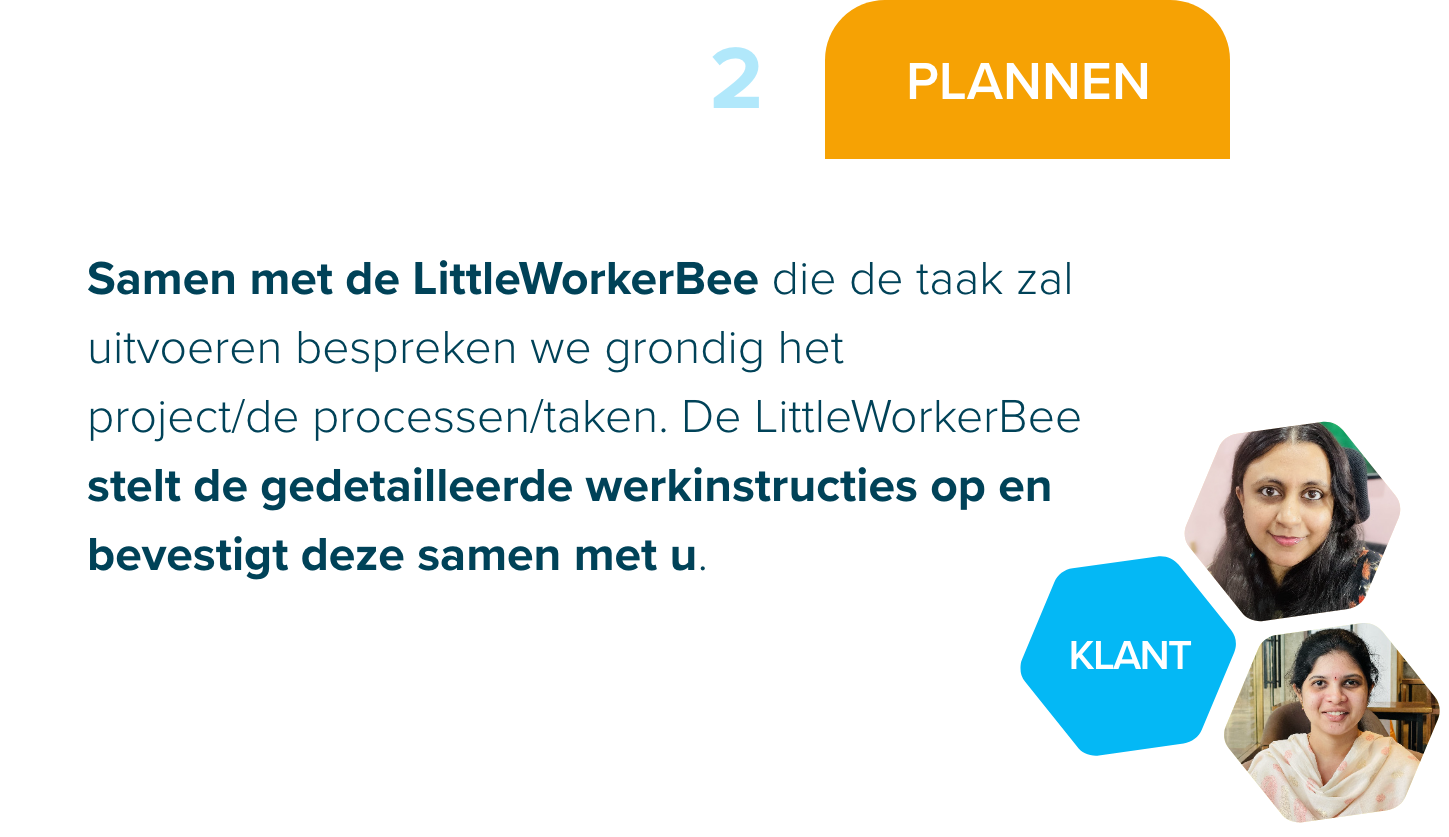 2
PLANNEN
Samen met de LittleWorkerBee die de taak zal
uitvoeren bespreken we grondig het
project/de processen/taken. De LittleWorkerBee
stelt de gedetailleerde werkinstructies op en
bevestigt deze samen met u.
KLANT